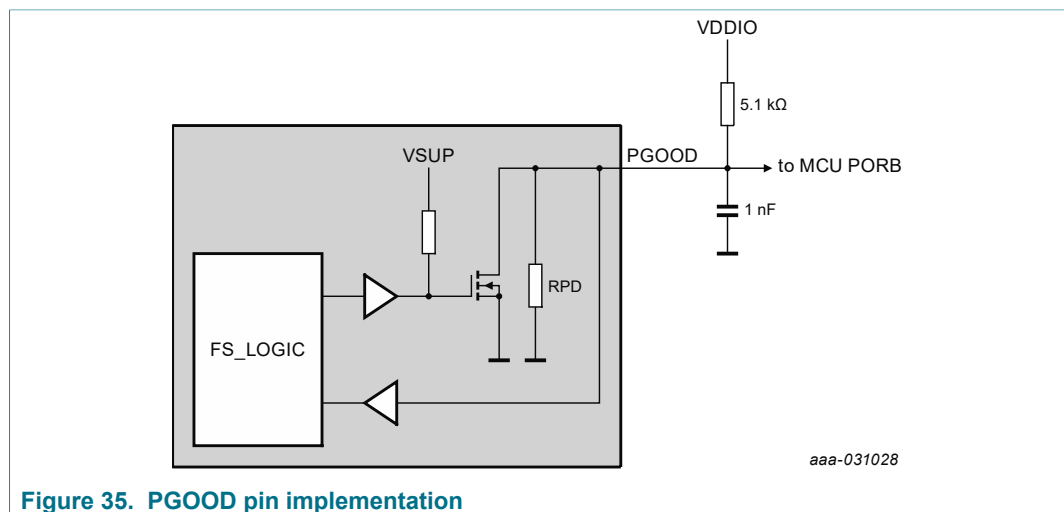 VDDIO
5.1 kΩ
VSUP
PGOOD
to MCU PORB
1 nF
RPD
FS_LOGIC
aaa-031028
Figure 35. PGOOD pin implementation